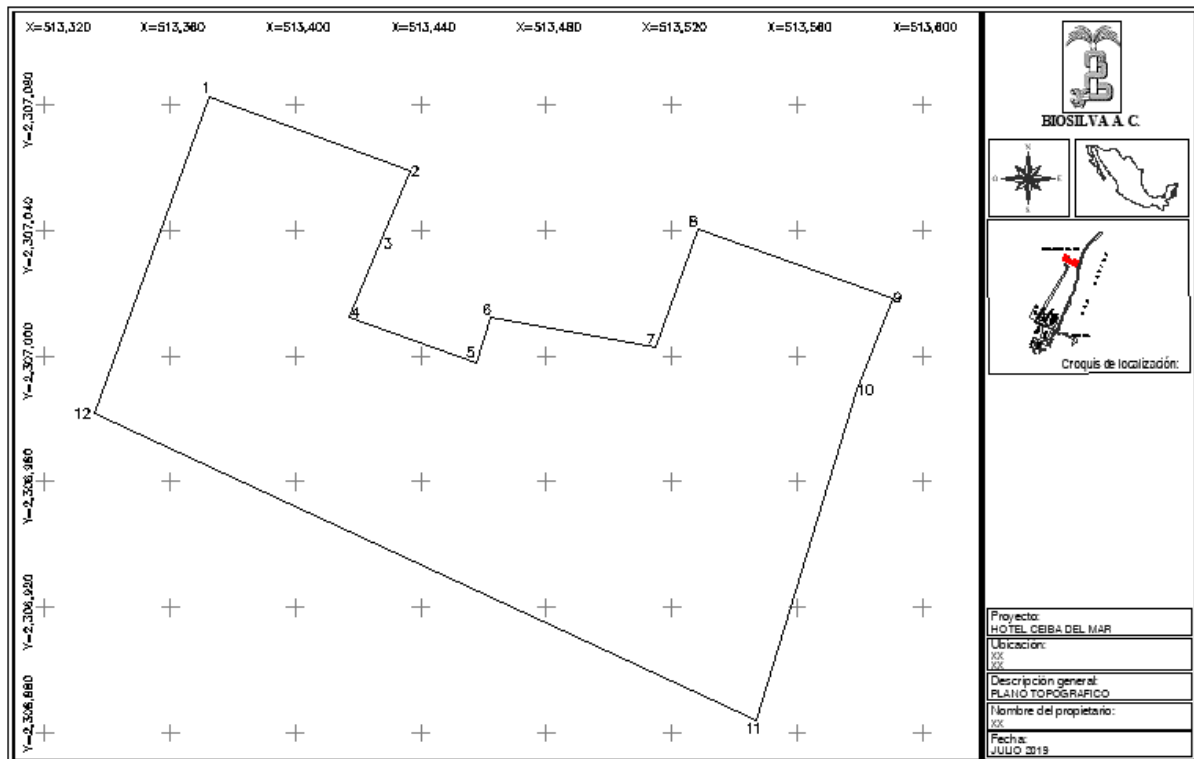 X=513,320 X=513,360 X=513,400 X=513,440 X=513,480 X=513,520 X=513,560 X=513,600
Y=2,307,080
Y=2,307,040
Y=2,307,000
Y=2,306,960
Y=2,306,920
Y=2,306,880
1
2
3
4
5
6
7
8
9
10
11
12
BIOSILVA A. C.
N
O
E
S
Croquis de localización:
Proyecto:
HOTEL CEIBA DEL MAR
Ubicación:
XX
XX
Descripción general:
PLANO TOPOGRAFICO
Nombre del propietario:
XX
Fecha:
JULIO 2019